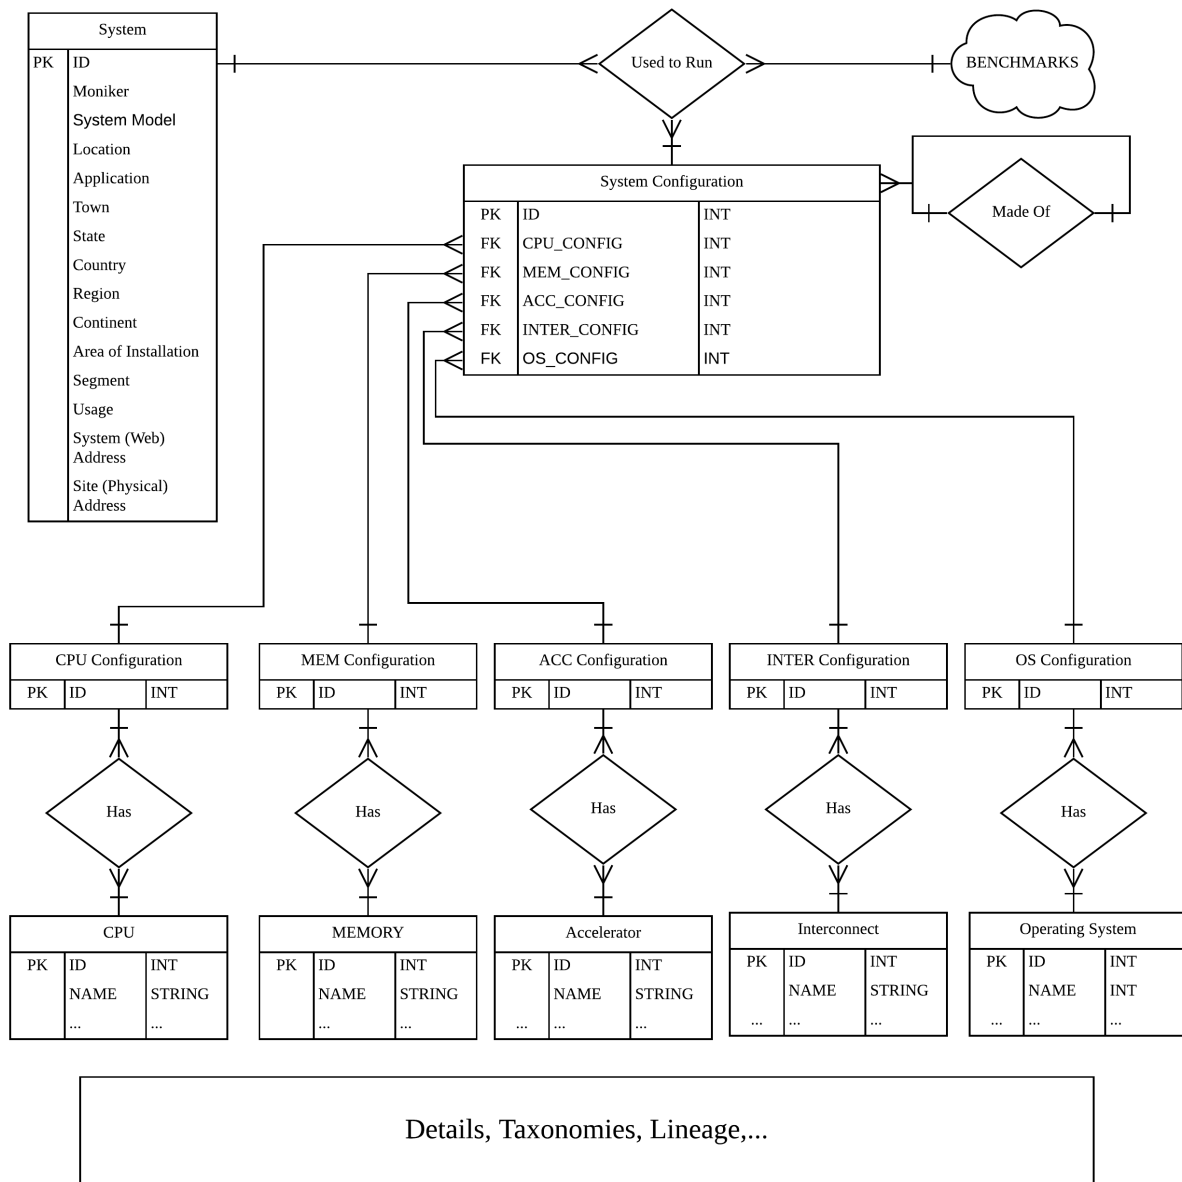 System
PK ID
Moniker
System Model
Location
Application
Town
State
Country
Region
Continent
Area of Installation
Segment
Usage
System (Web)
Address
Site (Physical)
Address
Used to Run
BENCHMARKS
System Configuration
PK ID INT
FK CPU_CONFIG INT
FK MEM_CONFIG INT
FK ACC_CONFIG INT
FK INTER_CONFIG INT
FK OS_CONFIG INT
Made Of
CPU Configuration
PK ID INT
MEM Configuration
PK ID INT
ACC Configuration
PK ID INT
INTER Configuration
PK ID INT
OS Configuration
PK ID INT
Has
Has
Has
Has
Has
CPU
PK ID INT
NAME STRING
... ...
MEMORY
PK ID INT
NAME STRING
... ...
Accelerator
PK ID INT
NAME STRING
... ... ...
Interconnect
PK ID INT
NAME STRING
... ... ...
Operating System
PK ID INT
NAME INT
... ... ...
Details, Taxonomies, Lineage,...